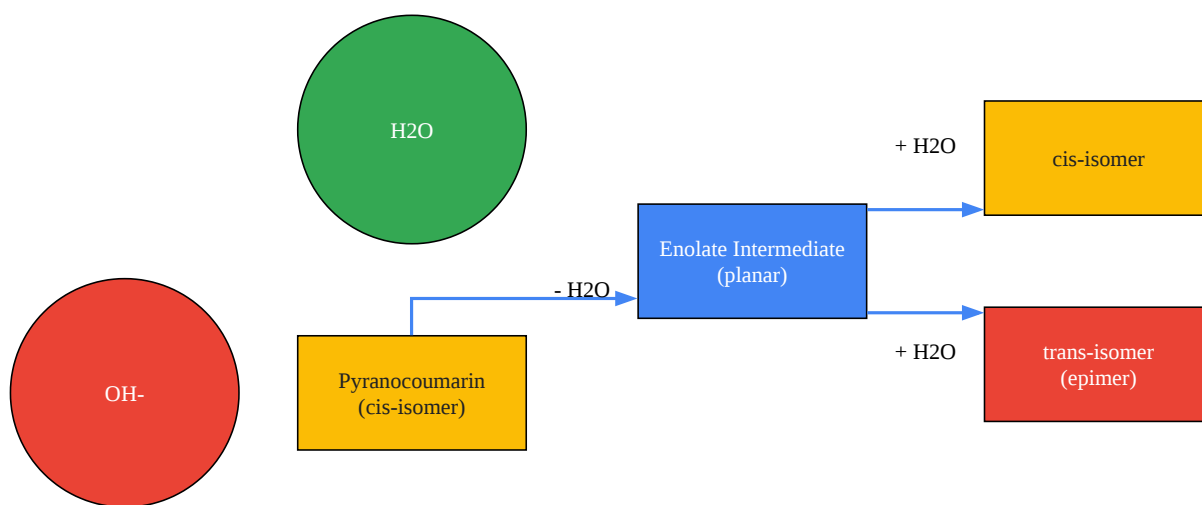 H2O
+ H2O
cis-isomer
Enolate Intermediate
(planar)
- H2O
OH-
Pyranocoumarin
(cis-isomer)
+ H2O
trans-isomer
(epimer)